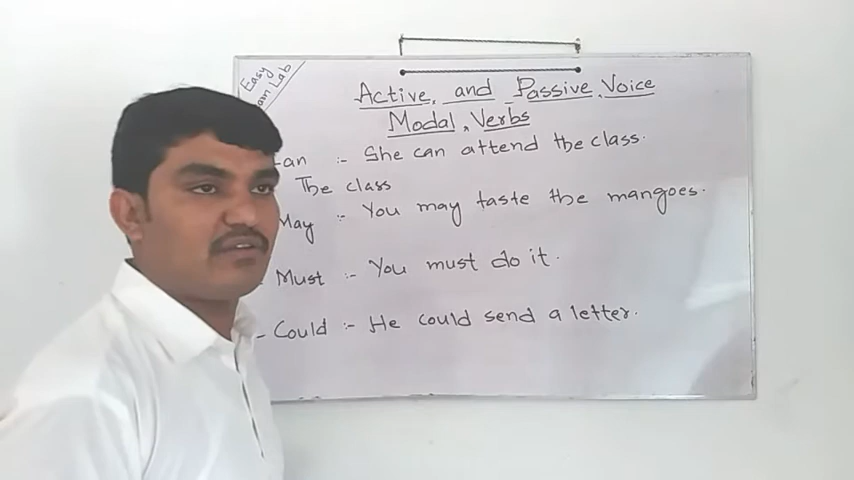 Easy
Lab
Active and Passive Voice
Modal Verbs
:- She can attend the class.
The class
May :- You may taste the mangoes.
- Must :- You must do it.
- Could :- He could send a letter.